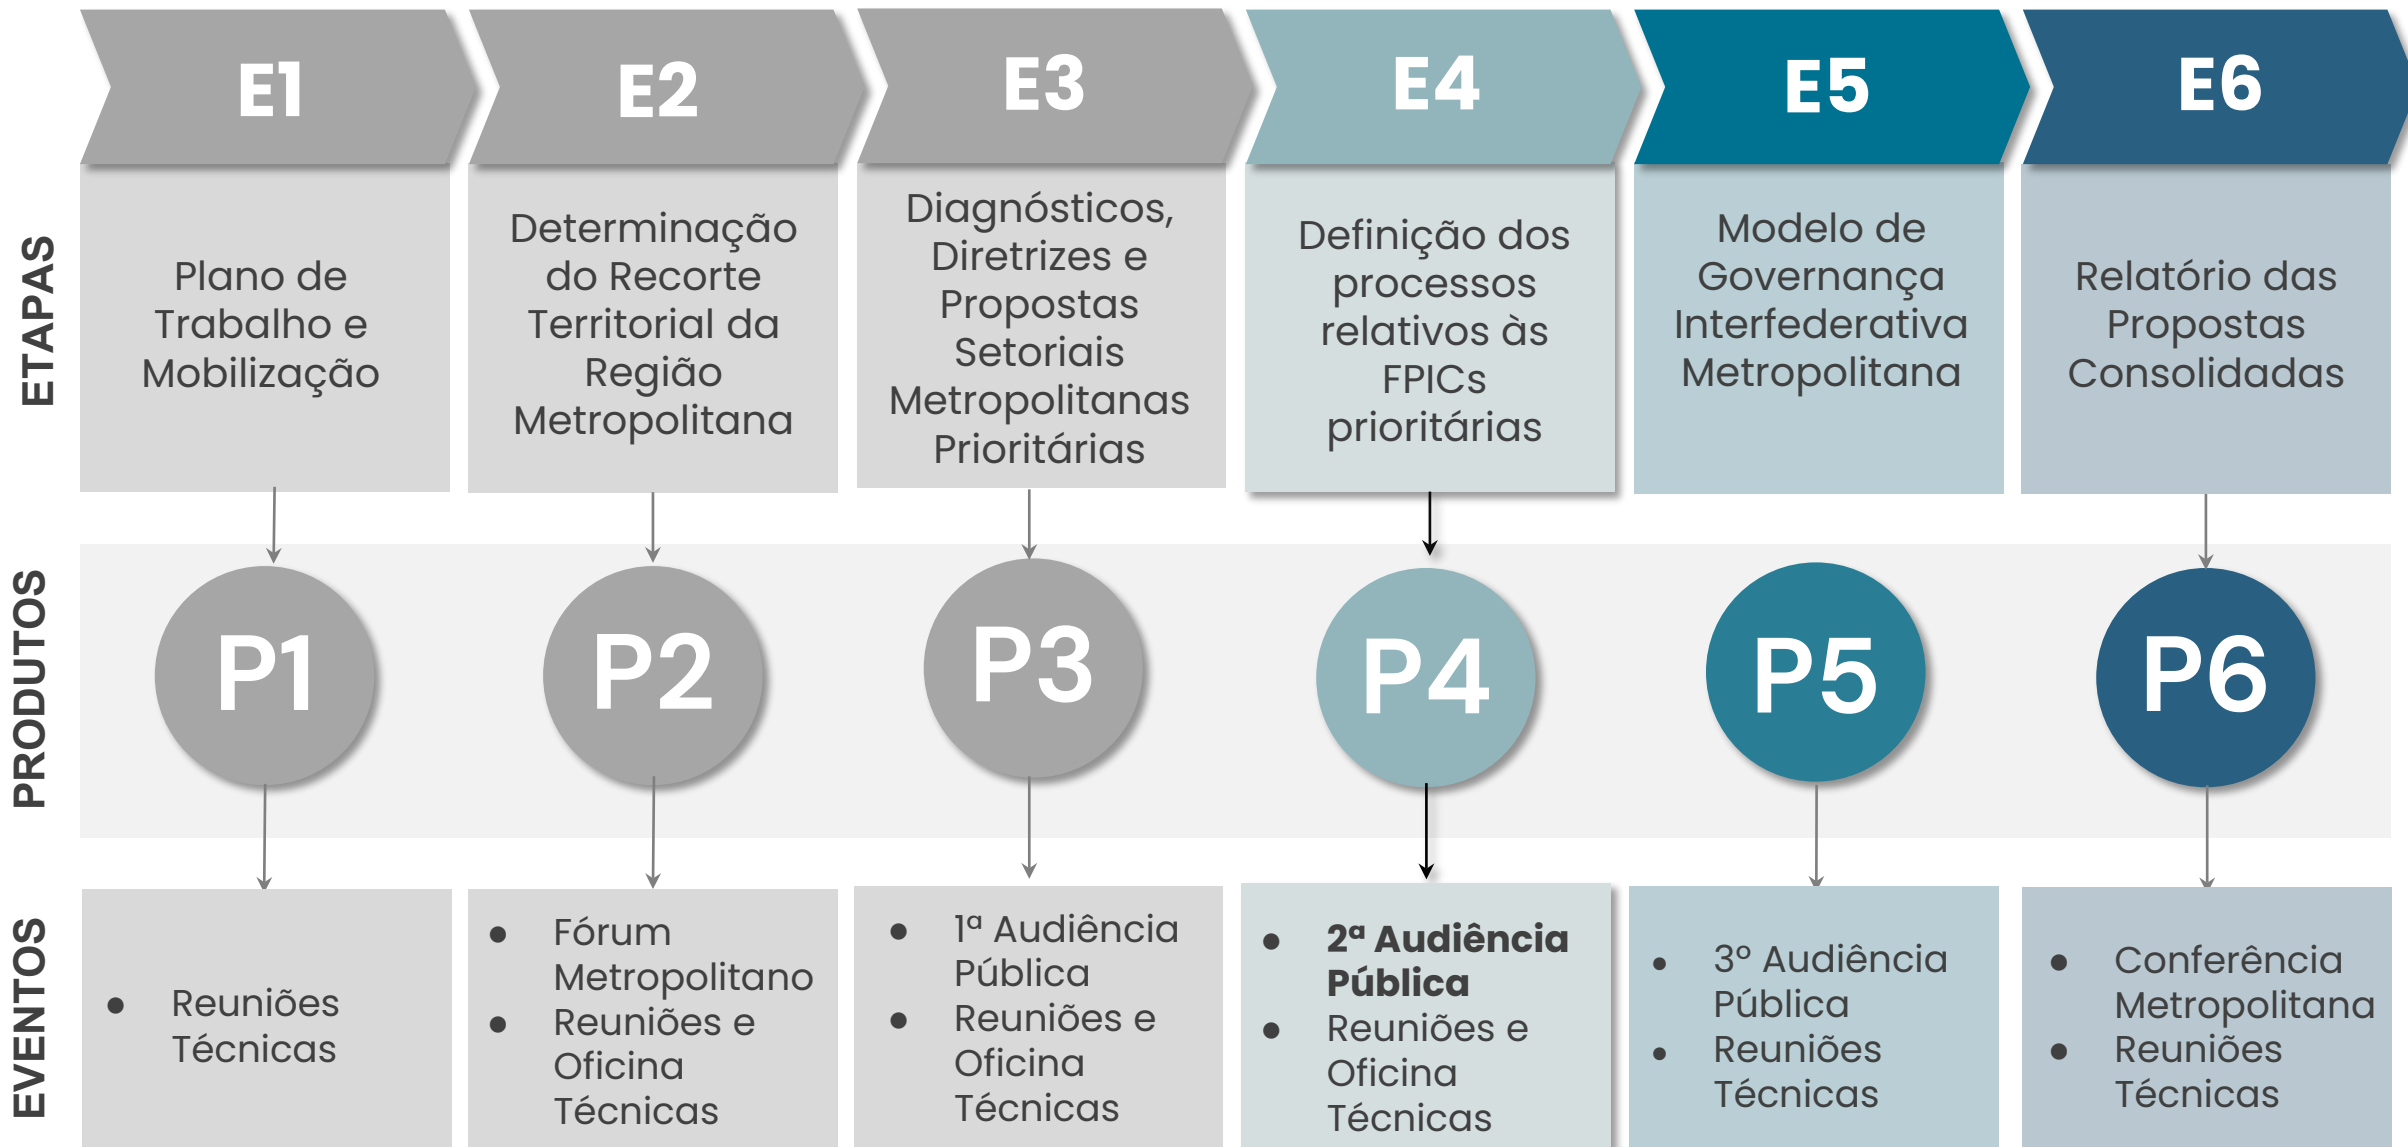 E1
E2
E3
E4
E5
E6
ETAPAS
Plano de
Trabalho e
Mobilização
Determinação
do Recorte
Territorial da
Região
Metropolitana
Diagnósticos,
Diretrizes e
Propostas
Setoriais
Metropolitanas
Prioritárias
Definição dos
processos
relativos às
FPICs
prioritárias
Modelo de
Governança
Interfederativa
Metropolitana
Relatório das
Propostas
Consolidadas
PRODUTOS
P1
P2
P3
P4
P5
P6
EVENTOS
● Reuniões
Técnicas
● Fórum
Metropolitano
● Reuniões e
Oficina
Técnicas
● 1ª Audiência
Pública
● Reuniões e
Oficina
Técnicas
● 2ª Audiência
Pública
● Reuniões e
Oficina
Técnicas
● 3° Audiência
Pública
● Reuniões
Técnicas
● Conferência
Metropolitana
● Reuniões
Técnicas